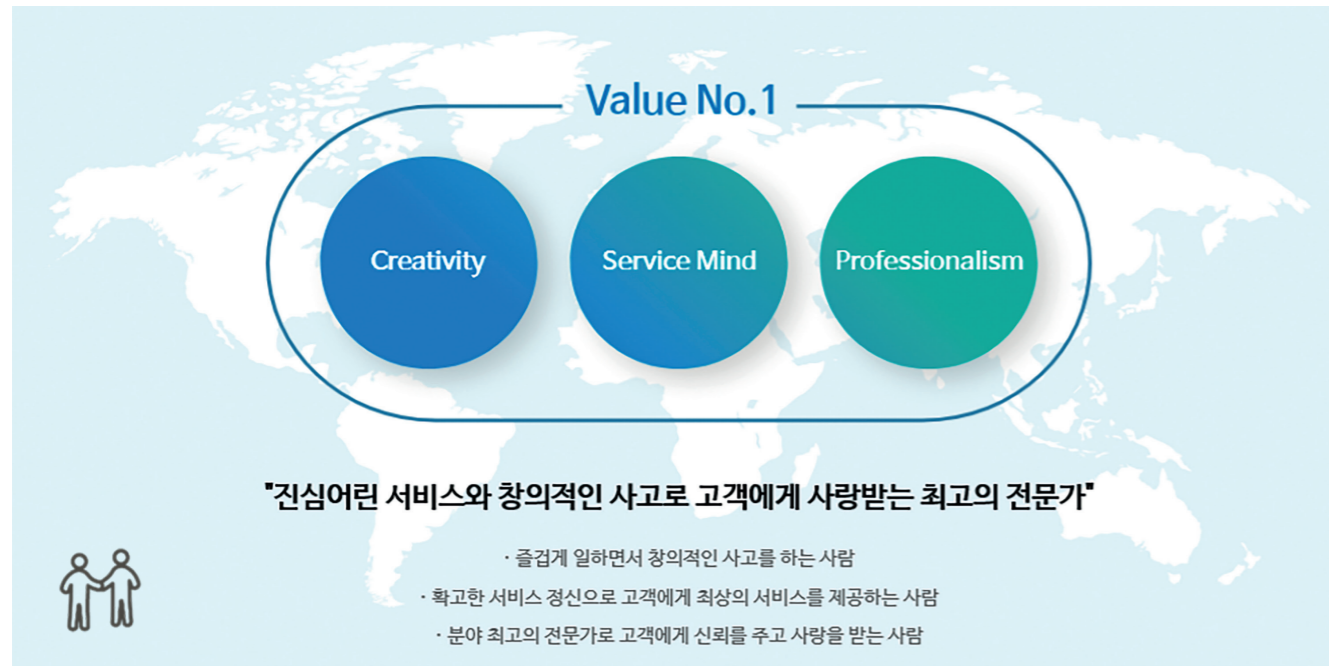 Value No.1
Creativity
Service Mind
Professionalism
"진심어린 서비스와 창의적인 사고로 고객에게 사랑받는 최고의 전문가"
· 즐겁게 일하면서 창의적인 사고를 하는 사람
· 확고한 서비스 정신으로 고객에게 최상의 서비스를 제공하는 사람
· 분야 최고의 전문가로 고객에게 신뢰를 주고 사랑을 받는 사람